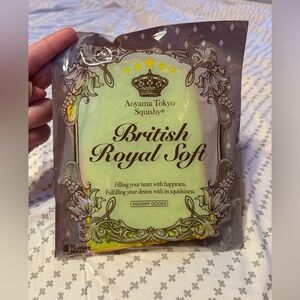 Aoyama Tokyo
Squishy®
British
Royal Soft
Filling your heart with happiness.
Fulfilling your desires with its squishiness.
SQUISHY GOODS